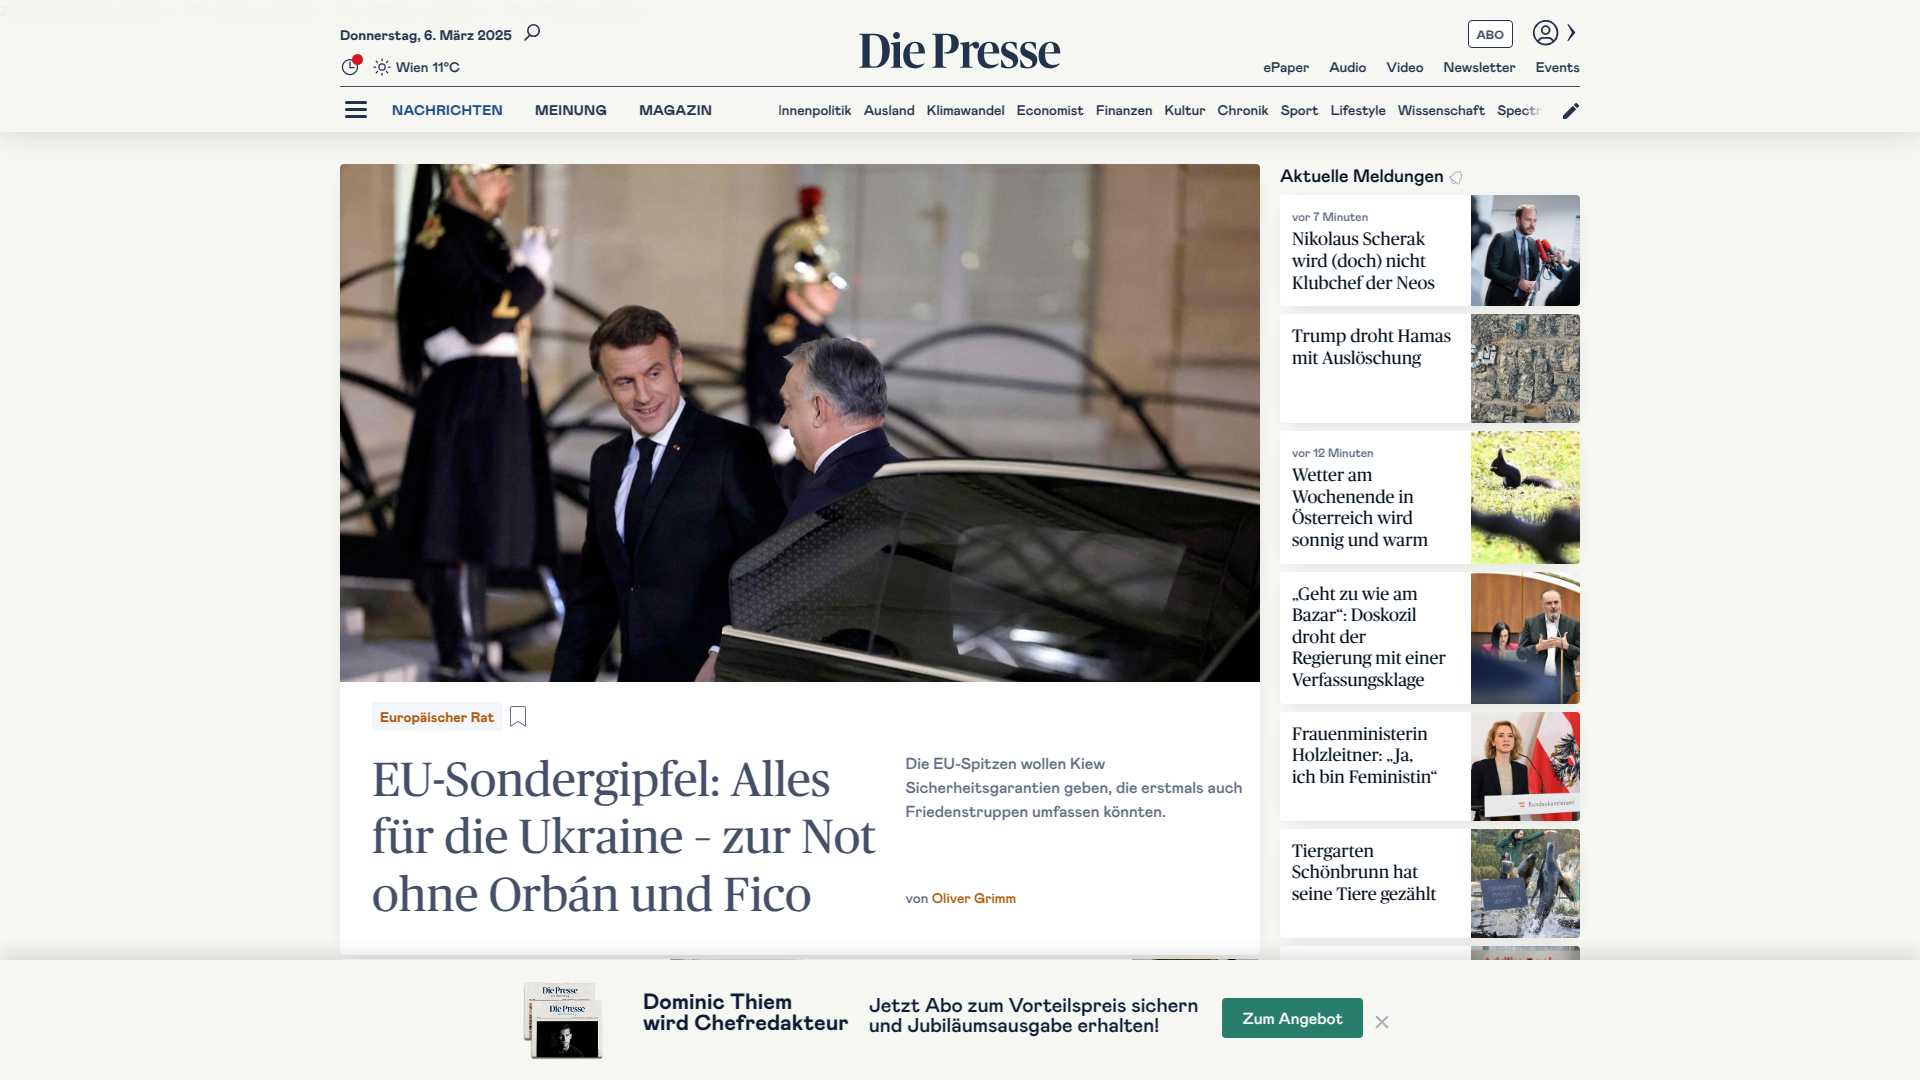 Donnerstag, 6. März 2025
Wien 11°C
Die Presse
ABO
ePaper Audio Video Newsletter Events
NACHRICHTEN MEINUNG MAGAZIN
Innenpolitik Ausland Klimawandel Economist Finanzen Kultur Chronik Sport Lifestyle Wissenschaft Spectr
Europäischer Rat
EU-Sondergipfel: Alles
für die Ukraine – zur Not
ohne Orbán und Fico
Die EU-Spitzen wollen Kiew
Sicherheitsgarantien geben, die erstmals auch
Friedenstruppen umfassen könnten.
von Oliver Grimm
Aktuelle Meldungen
vor 7 Minuten
Nikolaus Scherak
wird (doch) nicht
Klubchef der Neos
Trump droht Hamas
mit Auslöschung
vor 12 Minuten
Wetter am
Wochenende in
Österreich wird
sonnig und warm
„Geht zu wie am
Bazar“: Doskozil
droht der
Regierung mit einer
Verfassungsklage
Frauenministerin
Holzleitner: „Ja,
ich bin Feministin“
Bundeskanzleramt
Tiergarten
Schönbrunn hat
seine Tiere gezählt
Die Presse
Die Presse
Dominic Thiem
wird Chefredakteur
Jetzt Abo zum Vorteilspreis sichern
und Jubiläumsausgabe erhalten!
Zum Angebot